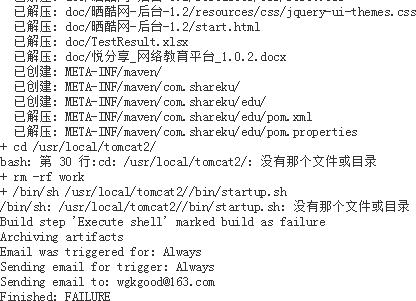 已解压: doc/晒酷网-后台-1.2/resources/css/jquery-ui-themes.css
已解压: doc/晒酷网-后台-1.2/start.html
已解压: doc/TestResult.xlsx
已解压: doc/悦分享_网络教育平台_1.0.2.docx
已创建: META-INF/maven/
已创建: META-INF/maven/com.shareku/
已创建: META-INF/maven/com.shareku/edu/
已解压: META-INF/maven/com.shareku/edu/pom.xml
已解压: META-INF/maven/com.shareku/edu/pom.properties
+ cd /usr/local/tomcat2/
bash: 第 30 行:cd: /usr/local/tomcat2/: 没有那个文件或目录
+ rm -rf work
+ /bin/sh /usr/local/tomcat2//bin/startup.sh
/bin/sh: /usr/local/tomcat2//bin/startup.sh: 没有那个文件或目录
Build step 'Execute shell' marked build as failure
Archiving artifacts
Email was triggered for: Always
Sending email for trigger: Always
Sending email to: wgkgood@163.com
Finished: FAILURE